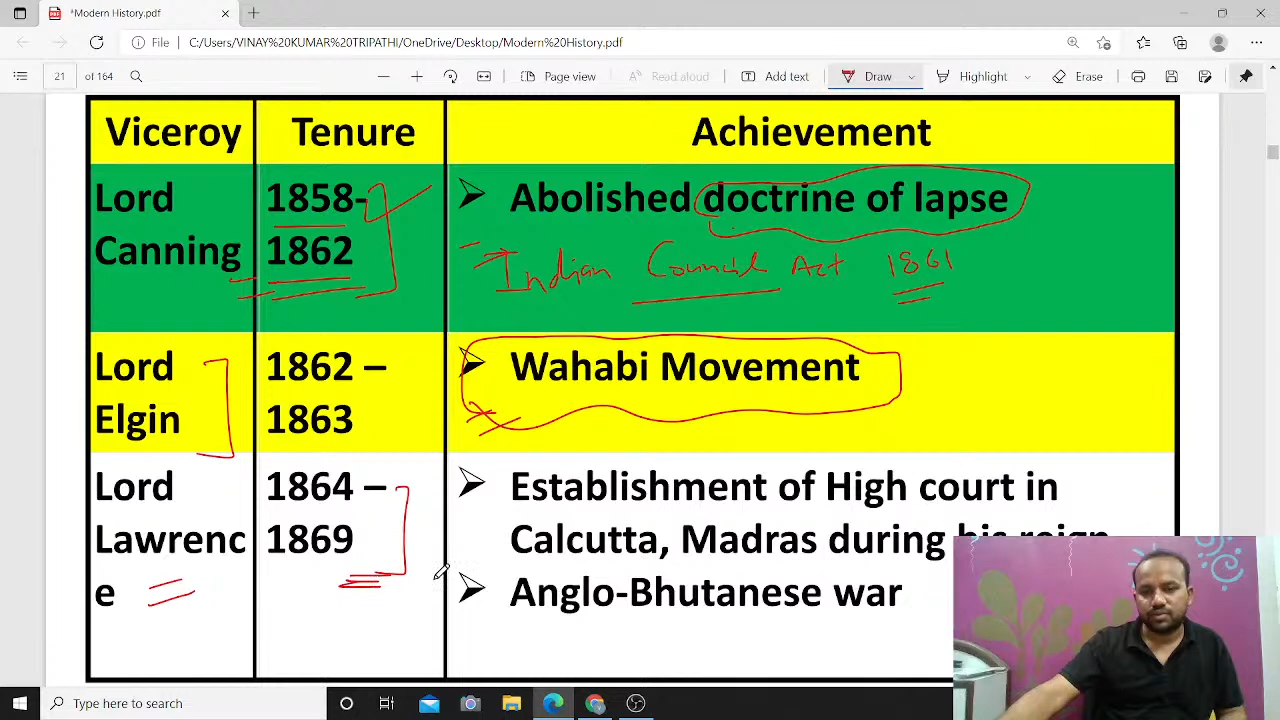 *Modern History.pdf
File C:/Users/VINAY%20KUMAR%20TRIPATHI/OneDrive/Desktop/Modern%20History.pdf
21 of 164 Page view Read aloud Add text Draw Highlight Erase
Viceroy Tenure Achievement
Lord 1858- Abolished doctrine of lapse
Canning 1862 Indian Council Act 1861
Lord 1862 – Wahabi Movement
Elgin 1863
Lord 1864 – Establishment of High court in
Lawrenc 1869 Calcutta, Madras during his reign
e Anglo-Bhutanese war
Type here to search